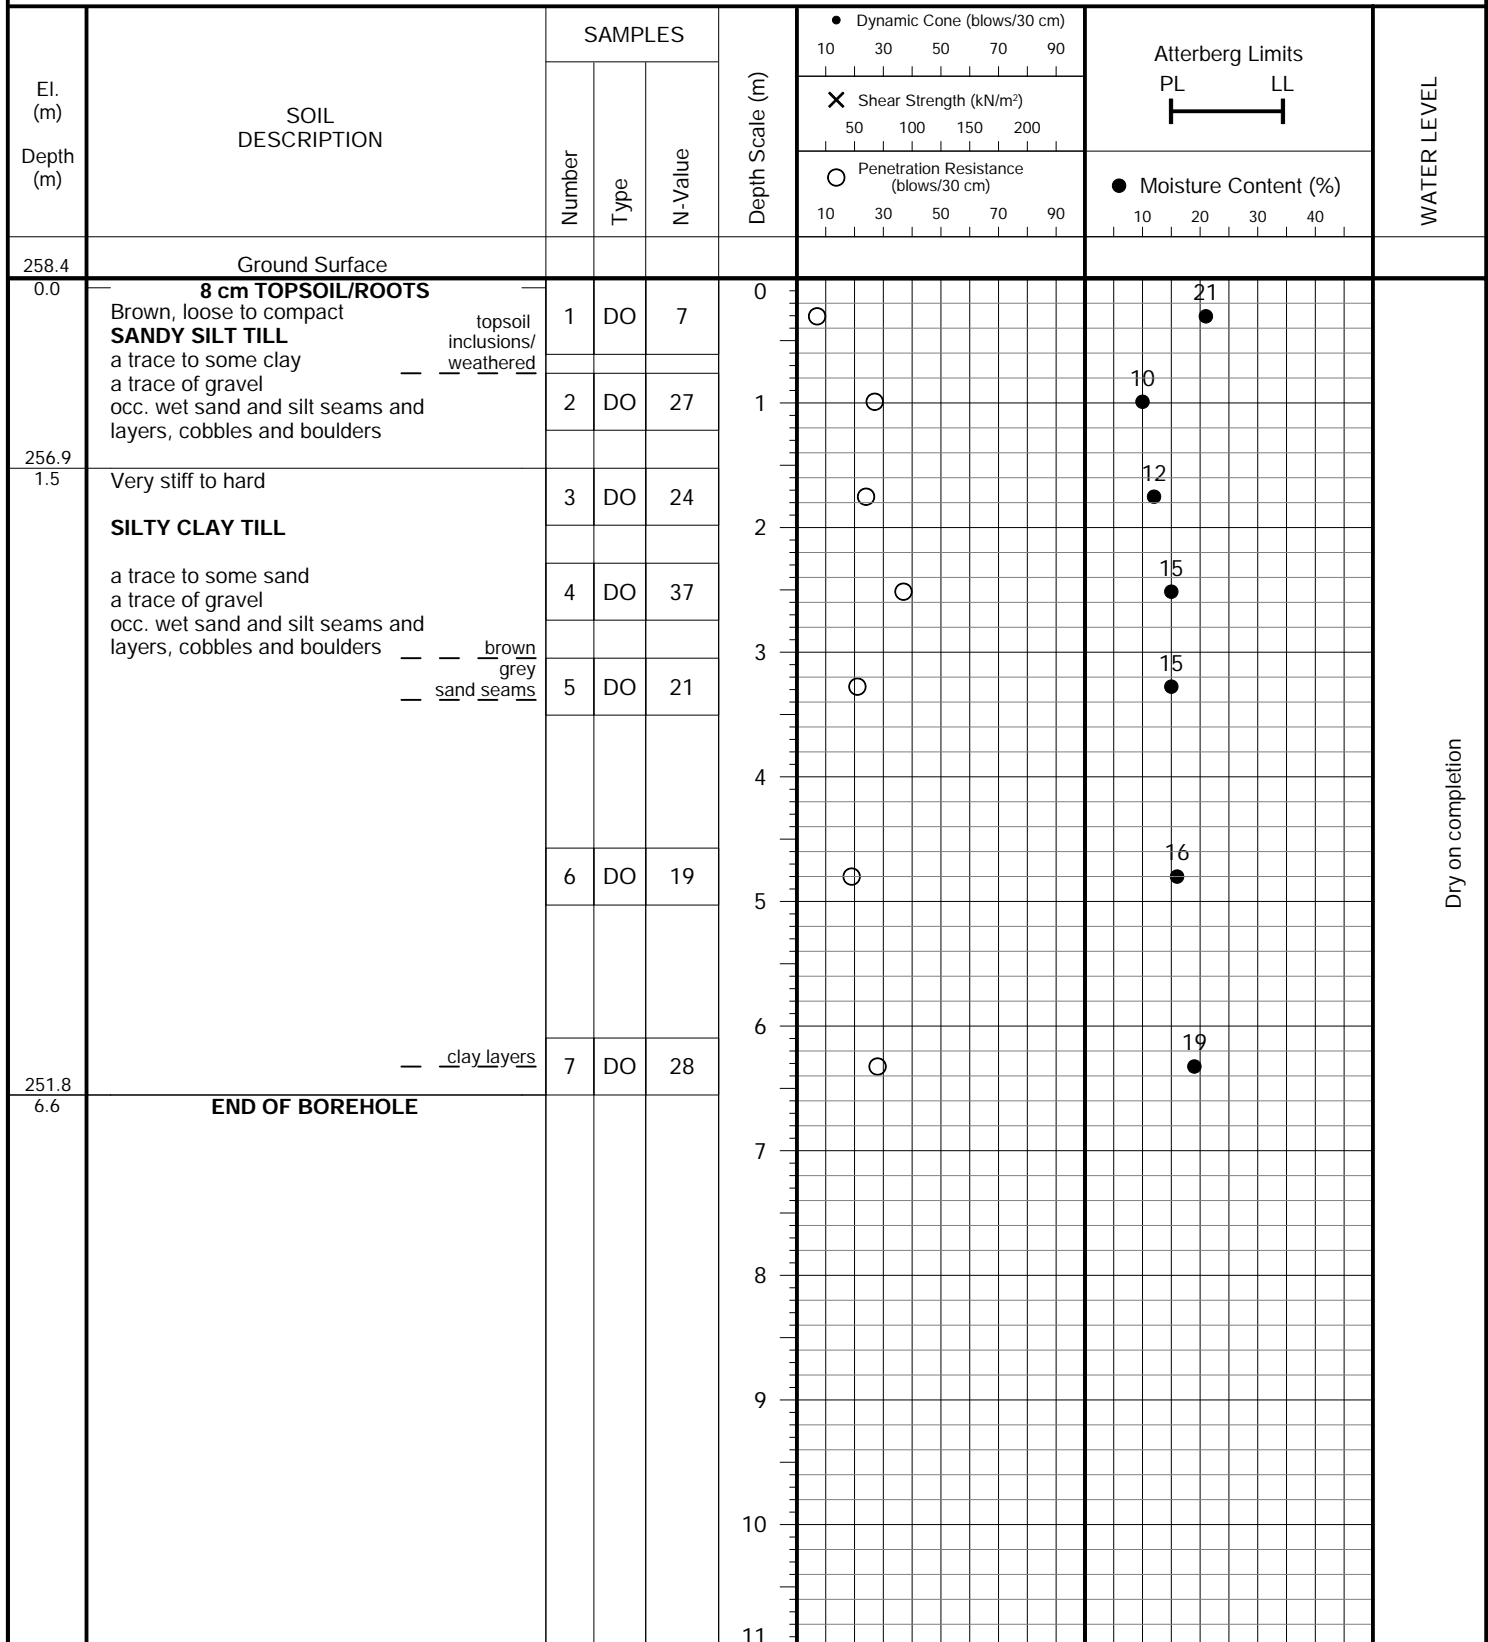 El.
(m)
Depth
(m)
SOIL
DESCRIPTION
SAMPLES
Number
Type
N-Value
Depth Scale (m)
● Dynamic Cone (blows/30 cm)
10 30 50 70 90
✕ Shear Strength (kN/m²)
50 100 150 200
○ Penetration Resistance
(blows/30 cm)
10 30 50 70 90
Atterberg Limits
PL LL
● Moisture Content (%)
10 20 30 40
WATER LEVEL
258.4 Ground Surface
0.0 8 cm TOPSOIL/ROOTS 0 21
Brown, loose to compact
topsoil 1 DO 7
SANDY SILT TILL
inclusions/
a trace to some clay weathered
a trace of gravel 10
occ. wet sand and silt seams and 2 DO 27 1
layers, cobbles and boulders
256.9
1.5 Very stiff to hard 12
3 DO 24
SILTY CLAY TILL 2
a trace to some sand 15
a trace of gravel 4 DO 37
occ. wet sand and silt seams and
layers, cobbles and boulders brown 3
grey 15
sand seams 5 DO 21
4
Dry on completion
16
6 DO 19
5
6
19
clay layers 7 DO 28
251.8
6.6 END OF BOREHOLE
7
8
9
10
11